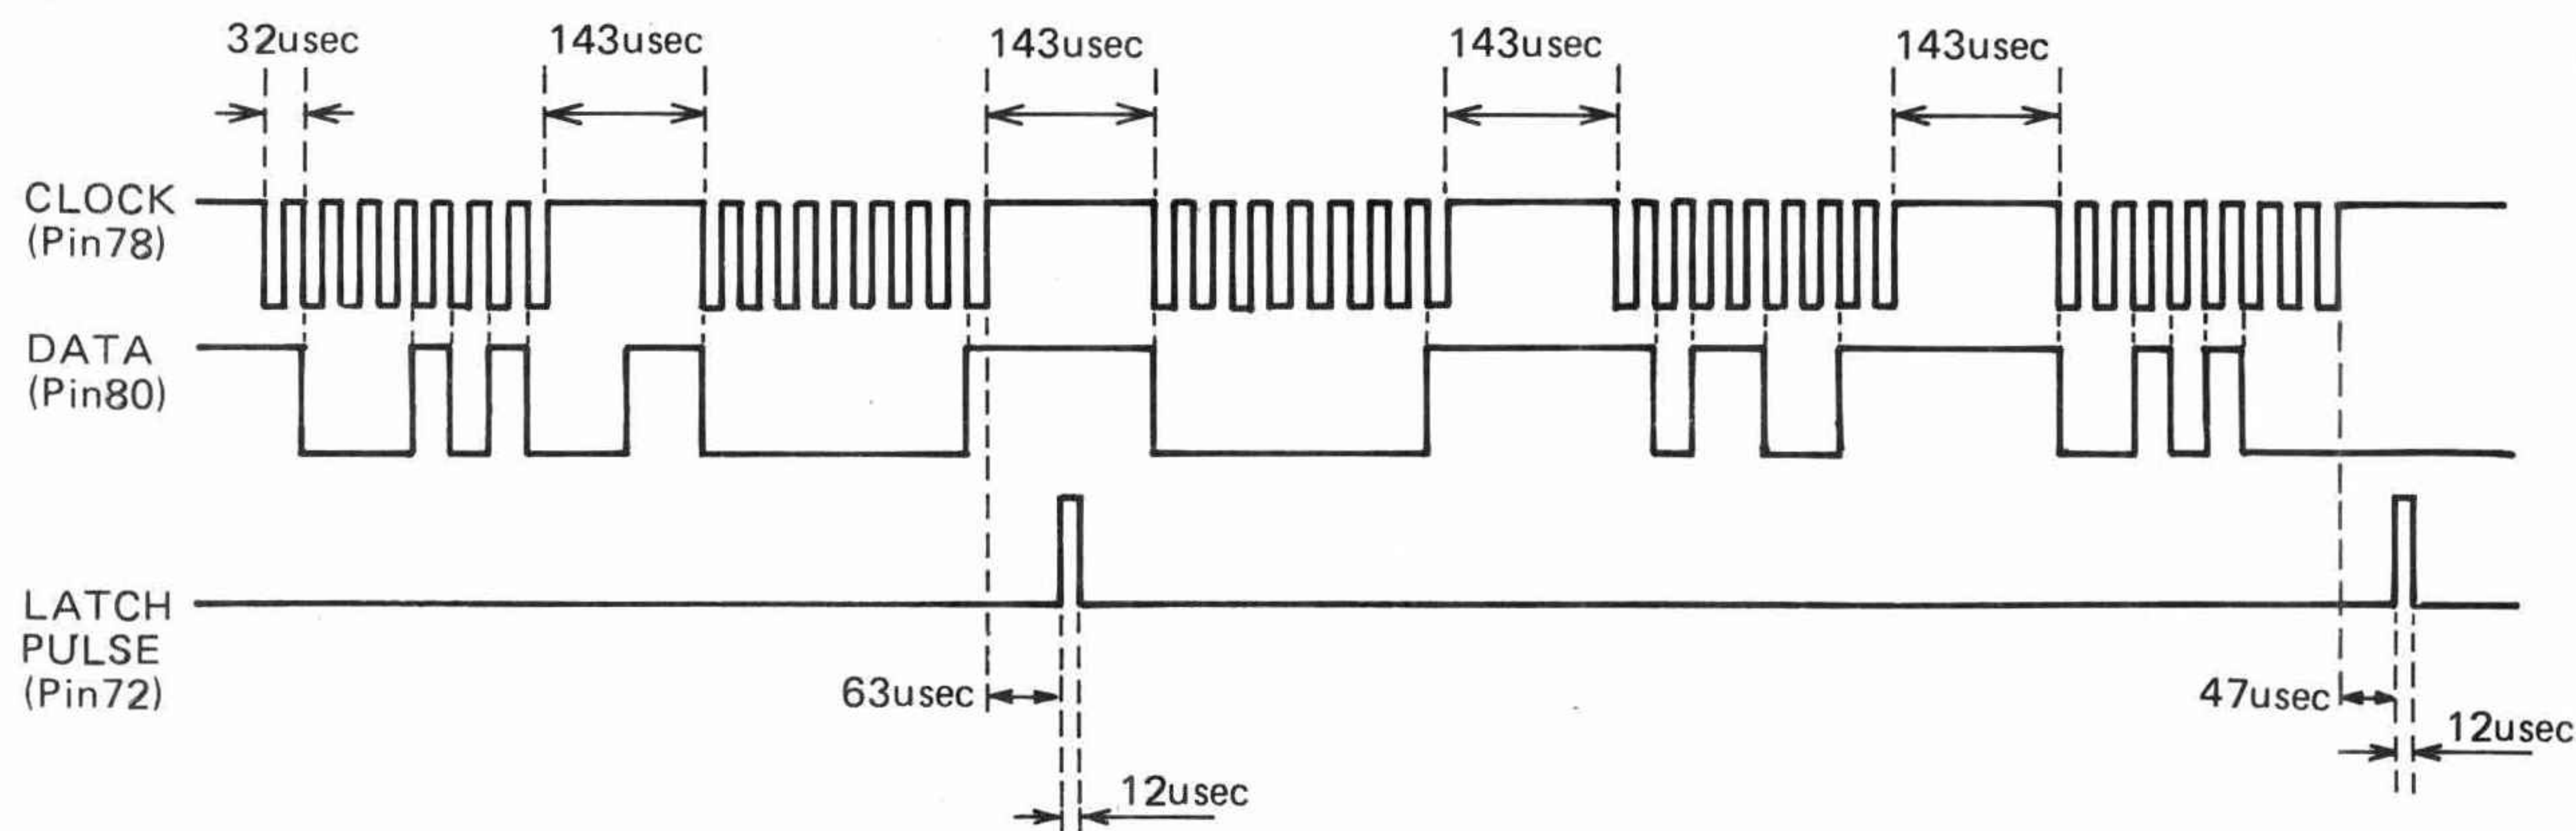 32usec
143usec
143usec
143usec
143usec
CLOCK
(Pin78)
DATA
(Pin80)
LATCH
PULSE
(Pin72)
63usec
47usec
12usec
12usec